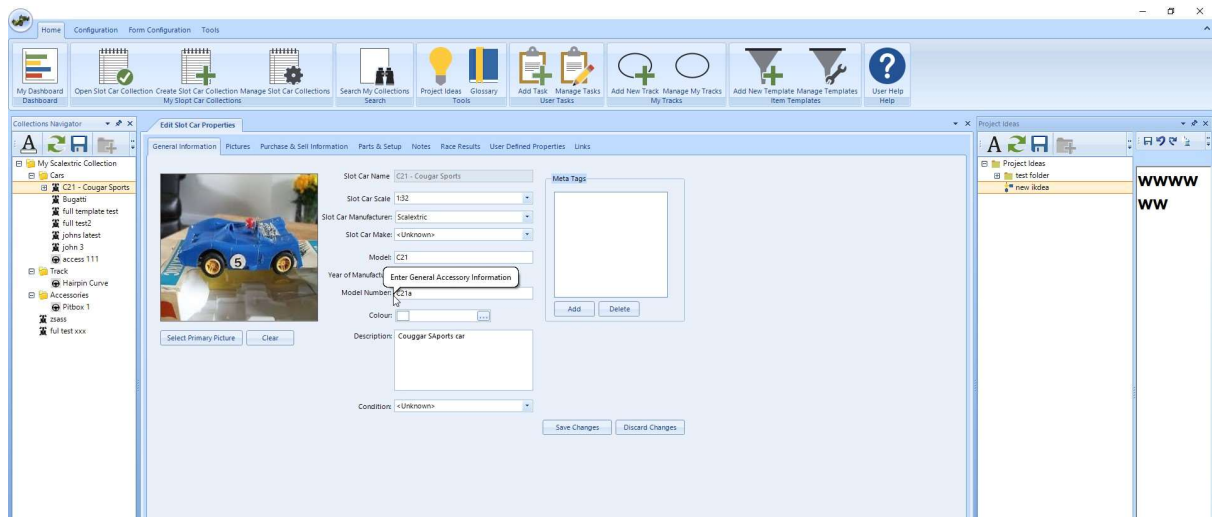 Home Configuration Form Configuration Tools
My Dashboard Open Slot Car Collection Create Slot Car Collection Manage Slot Car Collections Search My Collections Project Ideas Glossary Add Task Manage Tasks Add New Track Manage My Tracks Add New Template Manage Templates User Help
Dashboard My Slopt Car Collections Search Tools User Tasks My Tracks Item Templates Help
Collections Navigator
A
My Scalextric Collection
Cars
C21 - Cougar Sports
Bugatti
full template test
full test2
johns latest
john 3
access 111
Track
Hairpin Curve
Accessories
Pitbox 1
zsass
ful test xxx
Edit Slot Car Properties
General Information Pictures Purchase & Sell Information Parts & Setup Notes Race Results User Defined Properties Links
5
Select Primary Picture Clear
Slot Car Name C21 - Cougar Sports
Slot Car Scale 1:32
Slot Car Manufacturer: Scalextric
Slot Car Make: <Unknown>
Model: C21
Year of Manufact
Enter General Accessory Information
Model Number: C21a
Colour: ...
Description: Couggar SAports car
Condition: <Unknown>
Meta Tags
Add Delete
Save Changes Discard Changes
Project Ideas
A
Project Ideas
test folder
new ikdea
wwww
ww